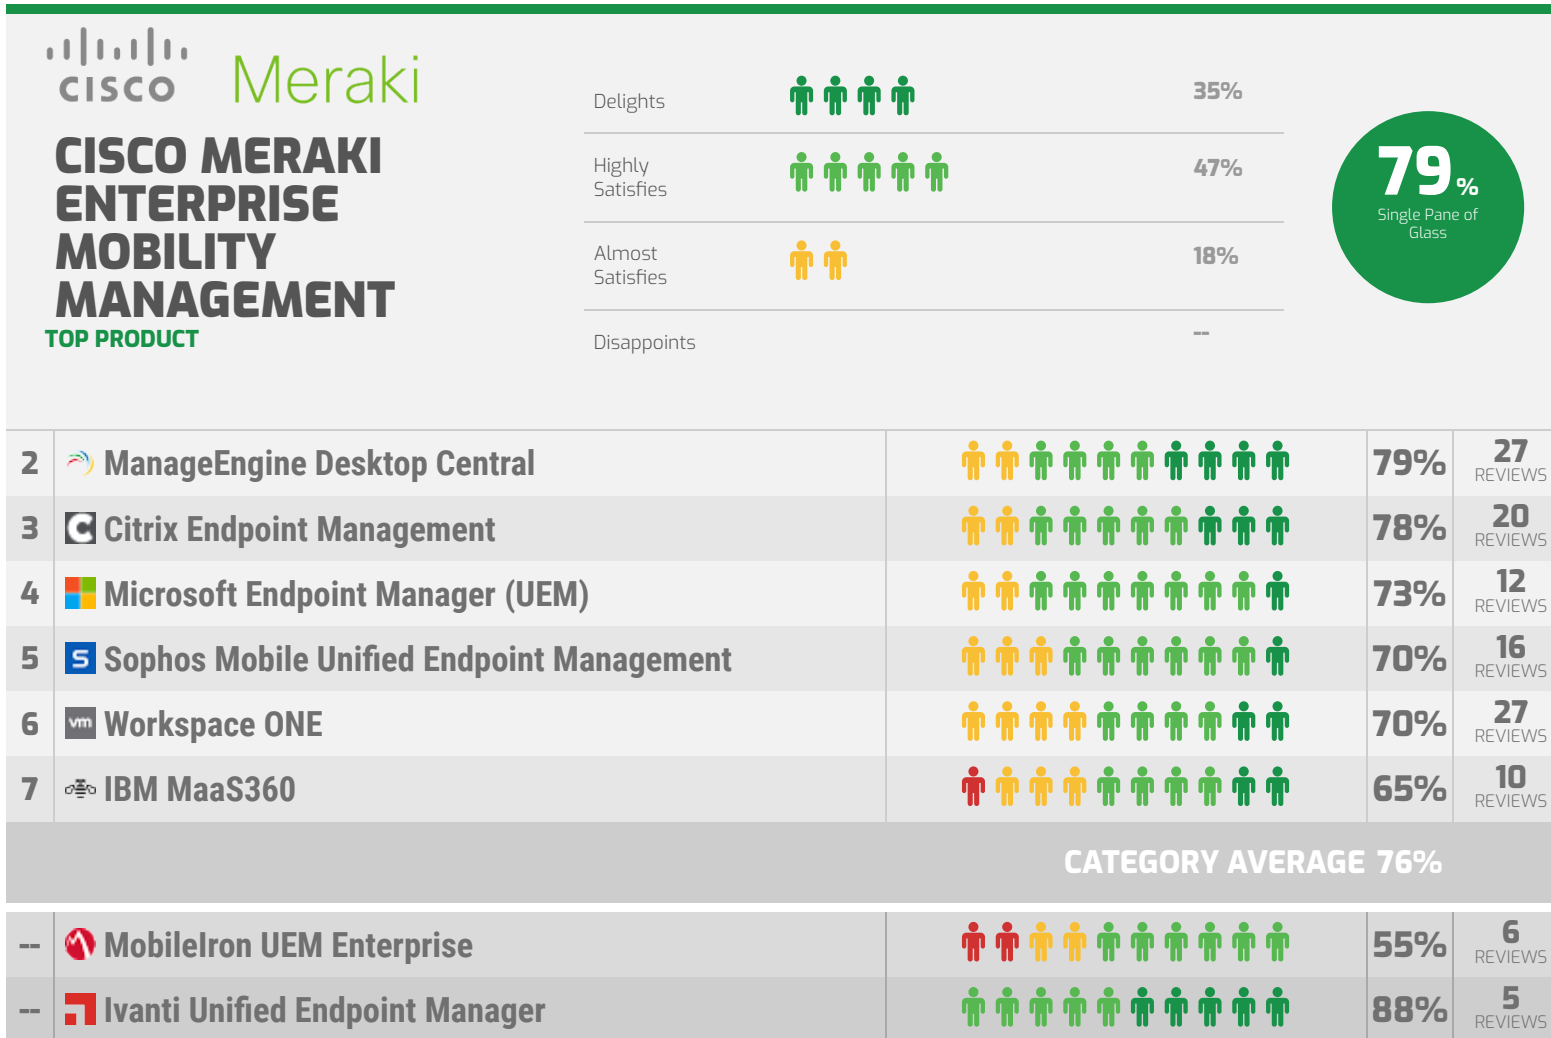 CISCO
Meraki
CISCO MERAKI
ENTERPRISE
MOBILITY
MANAGEMENT
TOP PRODUCT
Delights 35%
Highly
Satisfies 47%
Almost
Satisfies 18%
Disappoints --
79%
Single Pane of
Glass
2 ManageEngine Desktop Central 79% 27
REVIEWS
3 C Citrix Endpoint Management 78% 20
REVIEWS
4 Microsoft Endpoint Manager (UEM) 73% 12
REVIEWS
5 S Sophos Mobile Unified Endpoint Management 70% 16
REVIEWS
6 vm Workspace ONE 70% 27
REVIEWS
7 IBM MaaS360 65% 10
REVIEWS
CATEGORY AVERAGE 76%
-- MobileIron UEM Enterprise 55% 6
REVIEWS
-- Ivanti Unified Endpoint Manager 88% 5
REVIEWS